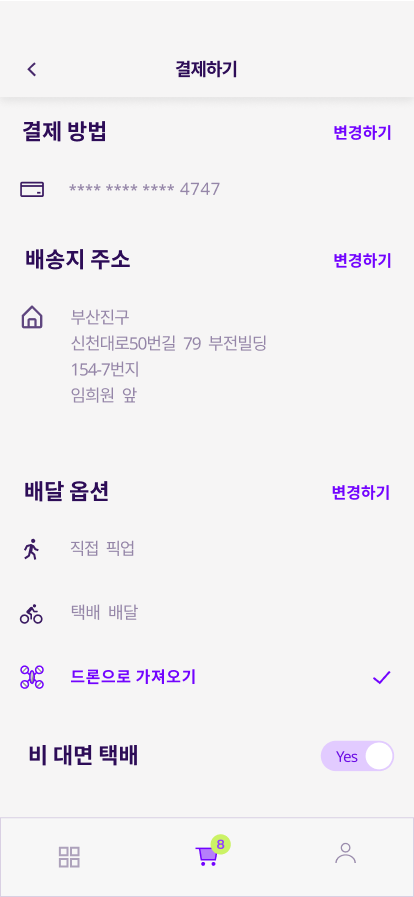 결제하기
결제 방법 변경하기
**** **** **** 4747
배송지 주소 변경하기
부산진구
신천대로50번길 79 부전빌딩
154-7번지
임희원 앞
배달 옵션 변경하기
직접 픽업
택배 배달
드론으로 가져오기
비 대면 택배 Yes
8